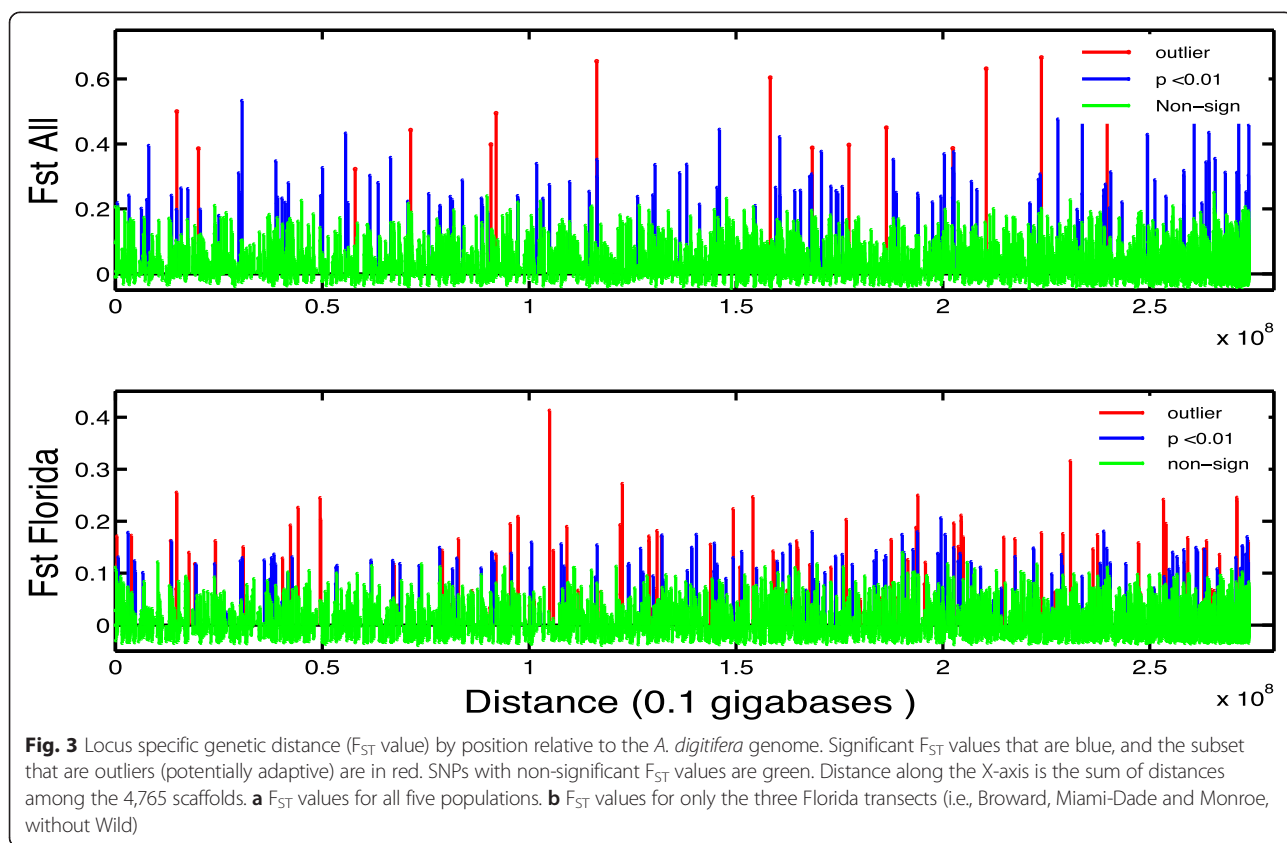 outlier
p <0.01
Non−sign
Fst All
0.6
0.4
0.2
0
0 0.5 1 1.5 2 2.5
x 10^8
outlier
p <0.01
non−sign
Fst Florida
0.4
0.3
0.2
0.1
0
0 0.5 1 1.5 2 2.5
x 10^8
Distance (0.1 gigabases )
Fig. 3 Locus specific genetic distance (FST value) by position relative to the A. digitifera genome. Significant FST values that are blue, and the subset
that are outliers (potentially adaptive) are in red. SNPs with non-significant FST values are green. Distance along the X-axis is the sum of distances
among the 4,765 scaffolds. a FST values for all five populations. b FST values for only the three Florida transects (i.e., Broward, Miami-Dade and Monroe,
without Wild)